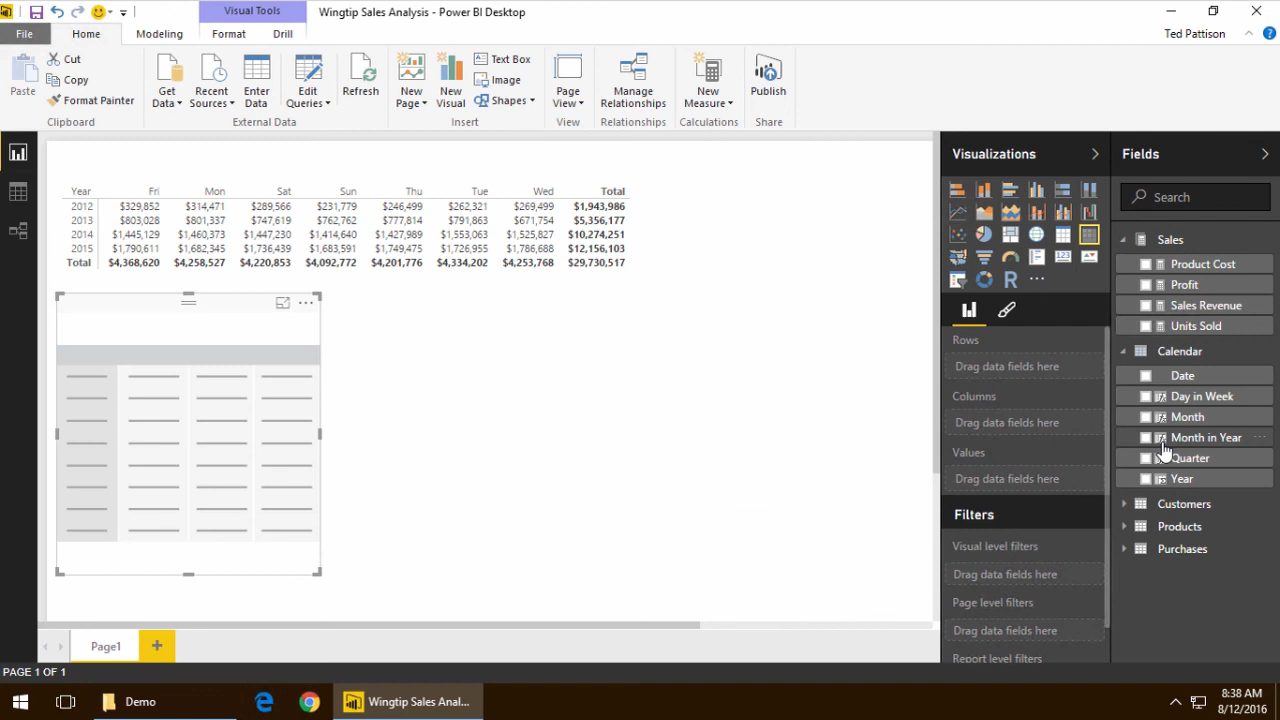 Visual Tools
Wingtip Sales Analysis - Power BI Desktop
File
Home
Modeling
Format
Drill
Ted Pattison
Paste
Cut
Copy
Format Painter
Clipboard
Get Data
Recent Sources
Enter Data
Edit Queries
Refresh
External Data
New Page
New Visual
Text Box
Image
Shapes
Insert
Page View
View
Manage Relationships
Relationships
New Measure
Calculations
Publish
Share
Year Fri Mon Sat Sun Thu Tue Wed Total
2012 $329,852 $314,471 $289,566 $231,779 $246,499 $262,321 $269,499 $1,943,986
2013 $803,028 $801,337 $747,619 $762,762 $777,814 $791,863 $671,754 $5,356,177
2014 $1,445,129 $1,460,373 $1,447,230 $1,414,640 $1,427,989 $1,553,063 $1,525,827 $10,274,251
2015 $1,790,611 $1,682,345 $1,736,439 $1,683,591 $1,749,475 $1,726,955 $1,786,688 $12,156,103
Total $4,368,620 $4,258,527 $4,220,853 $4,092,772 $4,201,776 $4,334,202 $4,253,768 $29,730,517
Visualizations
Rows
Drag data fields here
Columns
Drag data fields here
Values
Drag data fields here
Filters
Visual level filters
Drag data fields here
Page level filters
Drag data fields here
Report level filters
Fields
Search
Sales
Product Cost
Profit
Sales Revenue
Units Sold
Calendar
Date
Day in Week
Month
Month in Year
Quarter
Year
Customers
Products
Purchases
Page1
PAGE 1 OF 1
Demo
Wingtip Sales Anal...
8:38 AM
8/12/2016